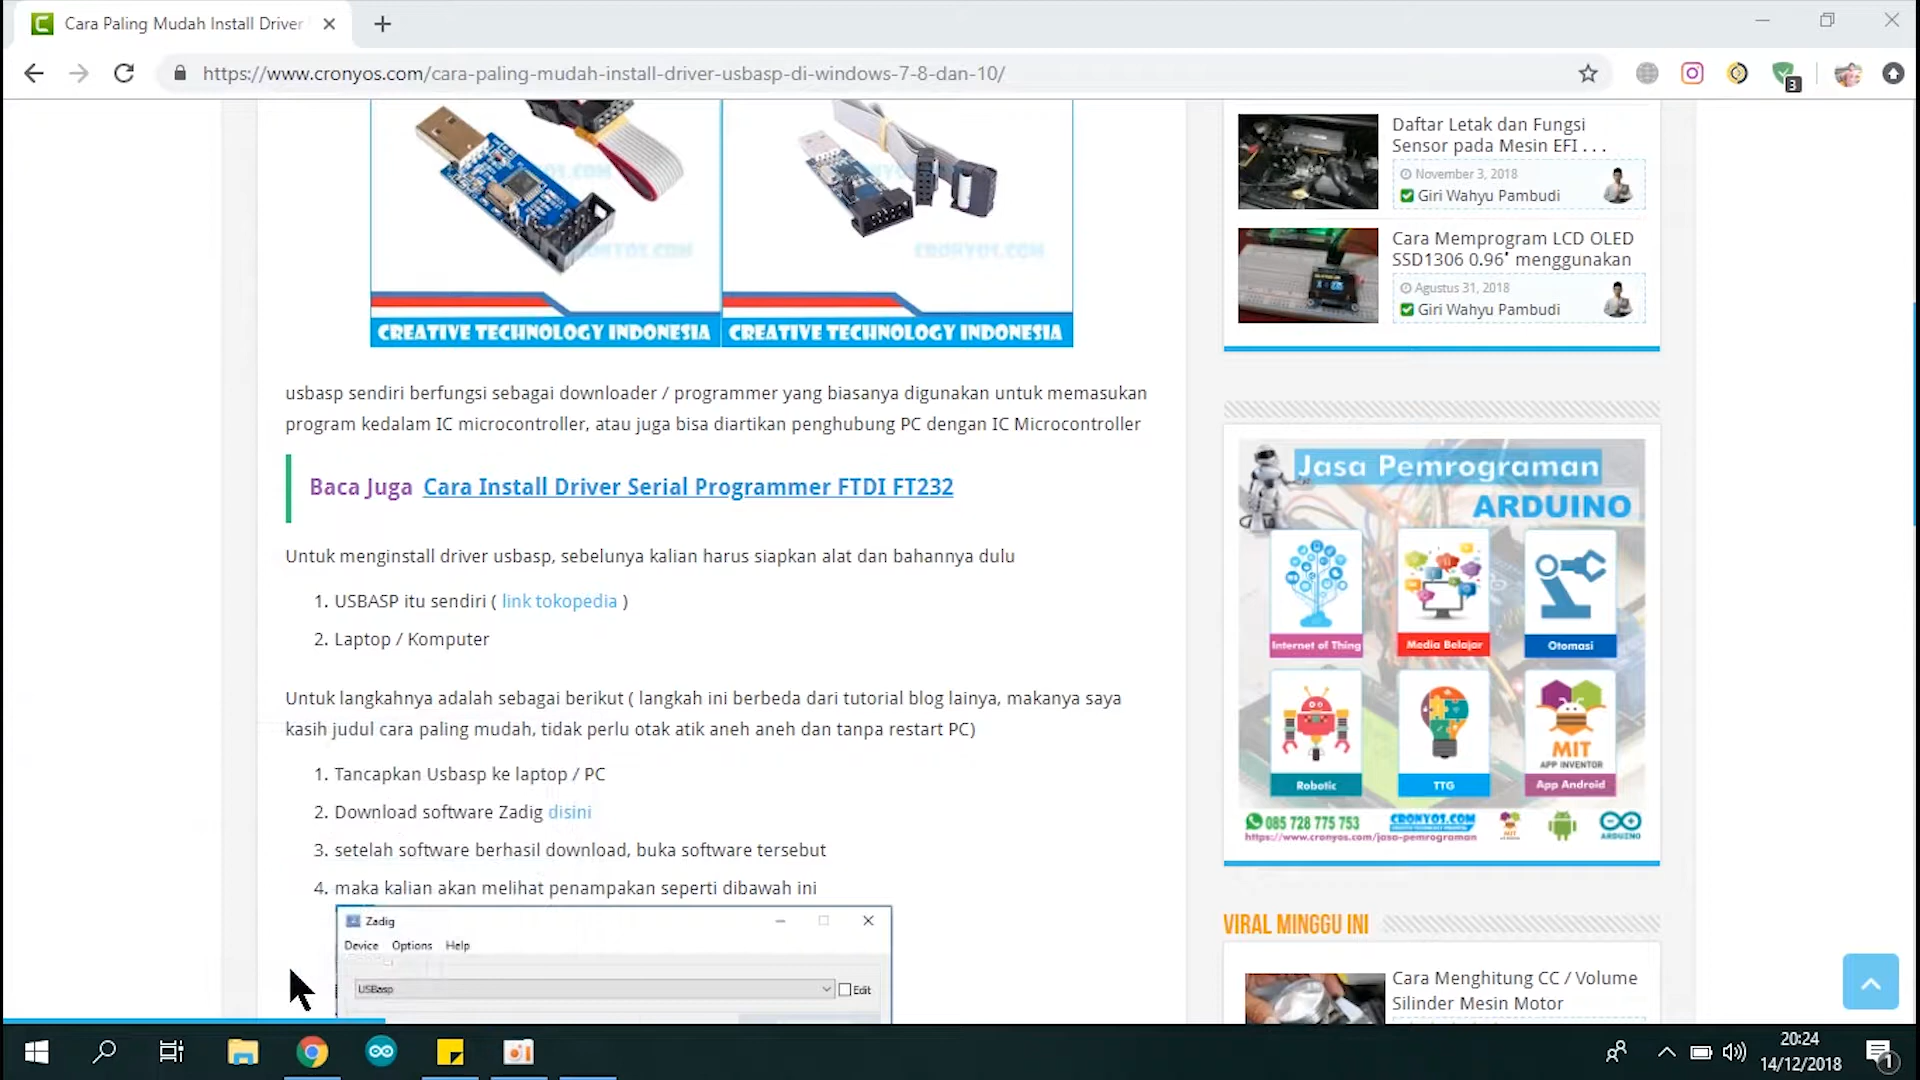 Cara Paling Mudah Install Driver
https://www.cronyos.com/cara-paling-mudah-install-driver-usbasp-di-windows-7-8-dan-10/
3
CRONYOS.COM
CREATIVE TECHNOLOGY INDONESIA
CREATIVE TECHNOLOGY INDONESIA
usbasp sendiri berfungsi sebagai downloader / programmer yang biasanya digunakan untuk memasukan
program kedalam IC microcontroller, atau juga bisa diartikan penghubung PC dengan IC Microcontroller
Baca Juga Cara Install Driver Serial Programmer FTDI FT232
Untuk menginstall driver usbasp, sebelunya kalian harus siapkan alat dan bahannya dulu
1. USBASP itu sendiri ( link tokopedia )
2. Laptop / Komputer
Untuk langkahnya adalah sebagai berikut ( langkah ini berbeda dari tutorial blog lainya, makanya saya
kasih judul cara paling mudah, tidak perlu otak atik aneh aneh dan tanpa restart PC)
1. Tancapkan Usbasp ke laptop / PC
2. Download software Zadig disini
3. setelah software berhasil download, buka software tersebut
4. maka kalian akan melihat penampakan seperti dibawah ini
Zadig
Device Options Help
USBasp
Edit
Daftar Letak dan Fungsi
Sensor pada Mesin EFI . . .
November 3, 2018
Giri Wahyu Pambudi
Cara Memprogram LCD OLED
SSD1306 0.96″ menggunakan
Agustus 31, 2018
Giri Wahyu Pambudi
Jasa Pemrograman
ARDUINO
Internet of Thing
Media Belajar
Otomasi
Robotic
TTG
MIT
APP INVENTOR
App Android
085 728 775 753
CRONYOS.COM
https://www.cronyos.com/jasa-pemrograman
ARDUINO
VIRAL MINGGU INI
Cara Menghitung CC / Volume
Silinder Mesin Motor
20:24
14/12/2018
1